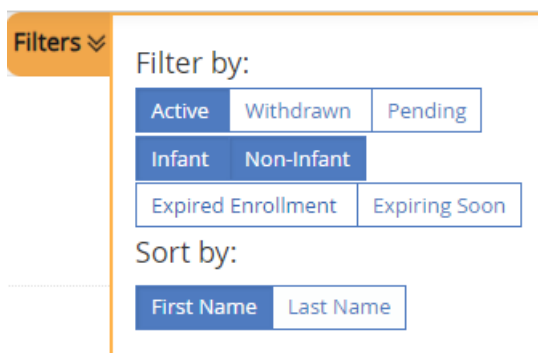 Filters
Filter by:
Active Withdrawn Pending
Infant Non-Infant
Expired Enrollment Expiring Soon
Sort by:
First Name Last Name